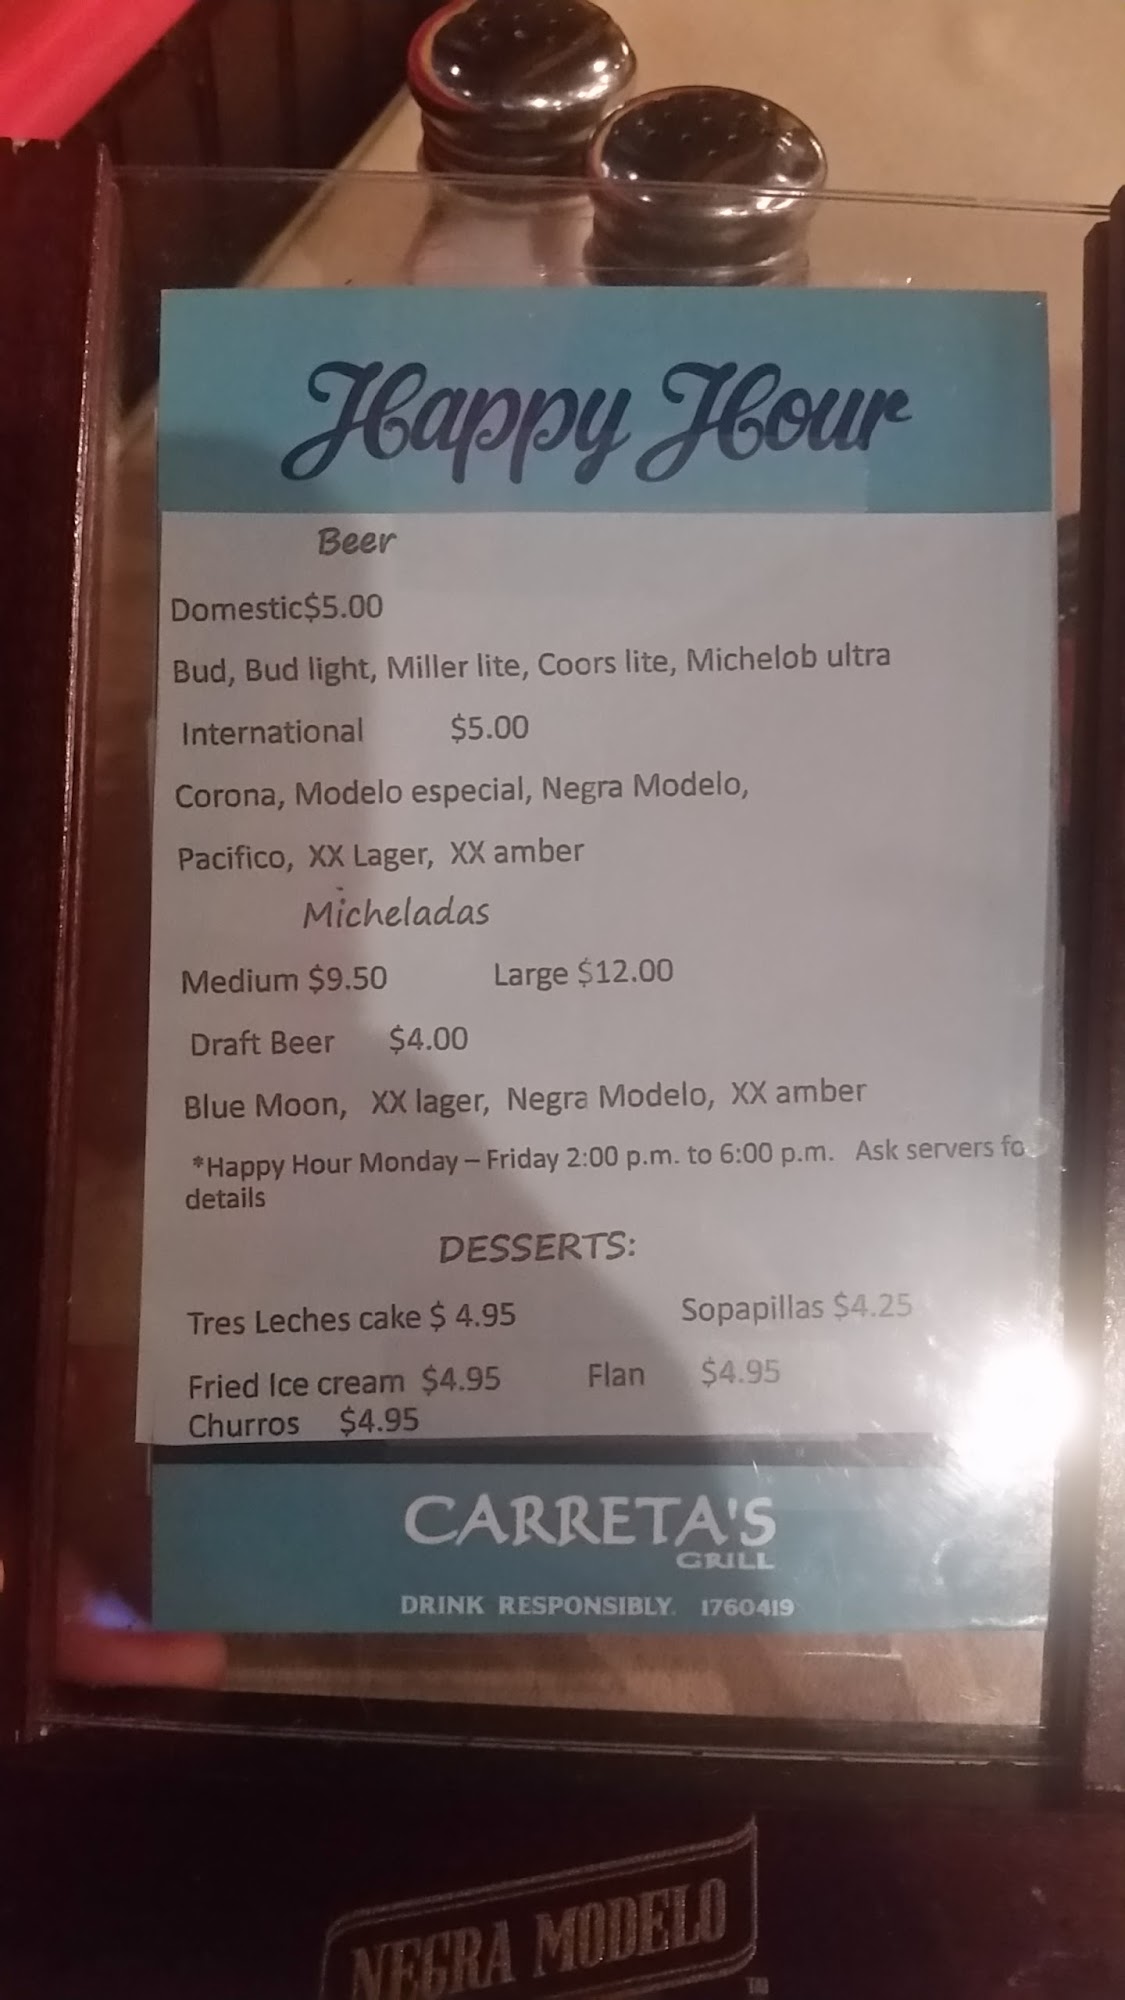 Happy Hour
Beer
Domestic$5.00
Bud, Bud light, Miller lite, Coors lite, Michelob ultra
International $5.00
Corona, Modelo especial, Negra Modelo,
Pacifico, XX Lager, XX amber
Micheladas
Medium $9.50 Large $12.00
Draft Beer $4.00
Blue Moon, XX lager, Negra Modelo, XX amber
*Happy Hour Monday – Friday 2:00 p.m. to 6:00 p.m. Ask servers fo
details
DESSERTS:
Tres Leches cake $ 4.95 Sopapillas $4.25
Fried Ice cream $4.95 Flan $4.95
Churros $4.95
CARRETA'S
GRILL
DRINK RESPONSIBLY. 1760419
NEGRA MODELO
TM